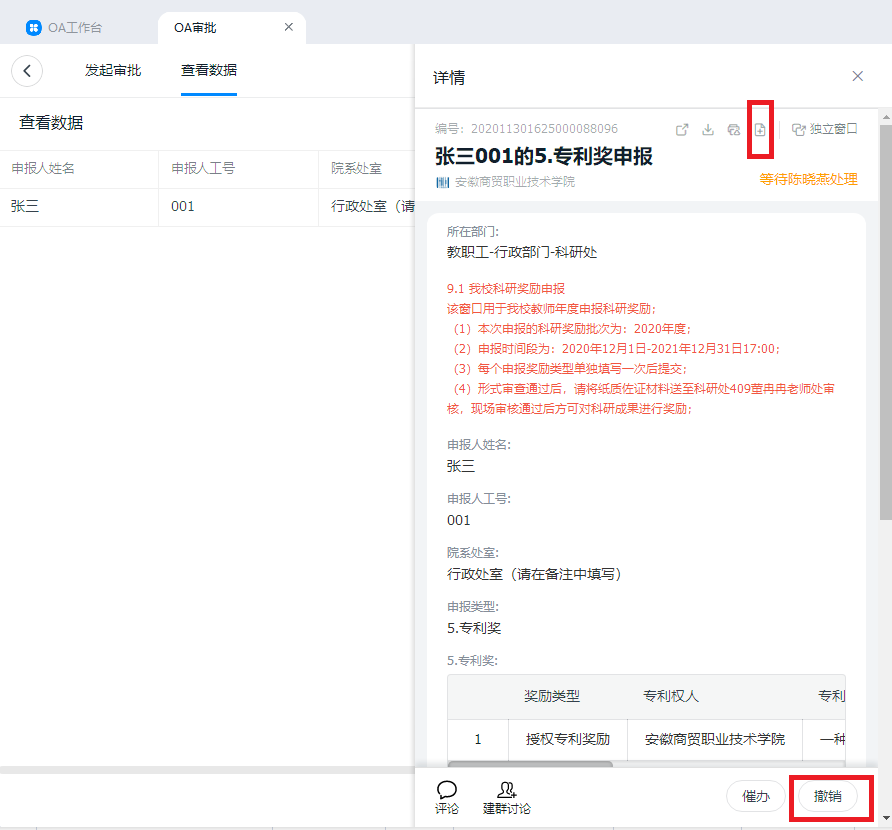 OA工作台
OA审批
发起审批
查看数据
查看数据
申报人姓名
申报人工号
院系处室
张三
001
行政处室（请
详情
编号: 202011301625000088096
独立窗口
张三001的5.专利奖申报
安徽商贸职业技术学院
等待陈晓燕处理
所在部门:
教职工-行政部门-科研处
9.1 我校科研奖励申报
该窗口用于我校教师年度申报科研奖励；
（1）本次申报的科研奖励批次为：2020年度；
（2）申报时间段为：2020年12月1日-2021年12月31日17:00；
（3）每个申报奖励类型单独填写一次后提交；
（4）形式审查通过后，请将纸质佐证材料送至科研处409董冉冉老师处审
核，现场审核通过后方可对科研成果进行奖励；
申报人姓名:
张三
申报人工号:
001
院系处室:
行政处室（请在备注中填写）
申报类型:
5.专利奖
5.专利奖:
奖励类型
专利权人
专利
1
授权专利奖励
安徽商贸职业技术学院
一种
评论
建群讨论
催办
撤销